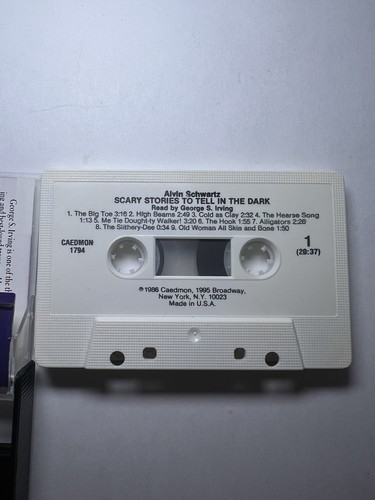 Alvin Schwartz
SCARY STORIES TO TELL IN THE DARK
Read by George S. Irving
1. The Big Toe 3:16 2. High Beams 2:49 3. Cold as Clay 2:32 4. The Hearse Song
1:13 5. Me Tie Dought-ty Walker! 3:20 6. The Hook 1:55 7. Alligators 2:26
8. The Slithery-Dee 0:34 9. Old Woman All Skin and Bone 1:50
CAEDMON
1794
1
(20:37)
℗1986 Caedmon, 1995 Broadway,
New York, N.Y. 10023
Made in U.S.A.
George S. Irving is one of the